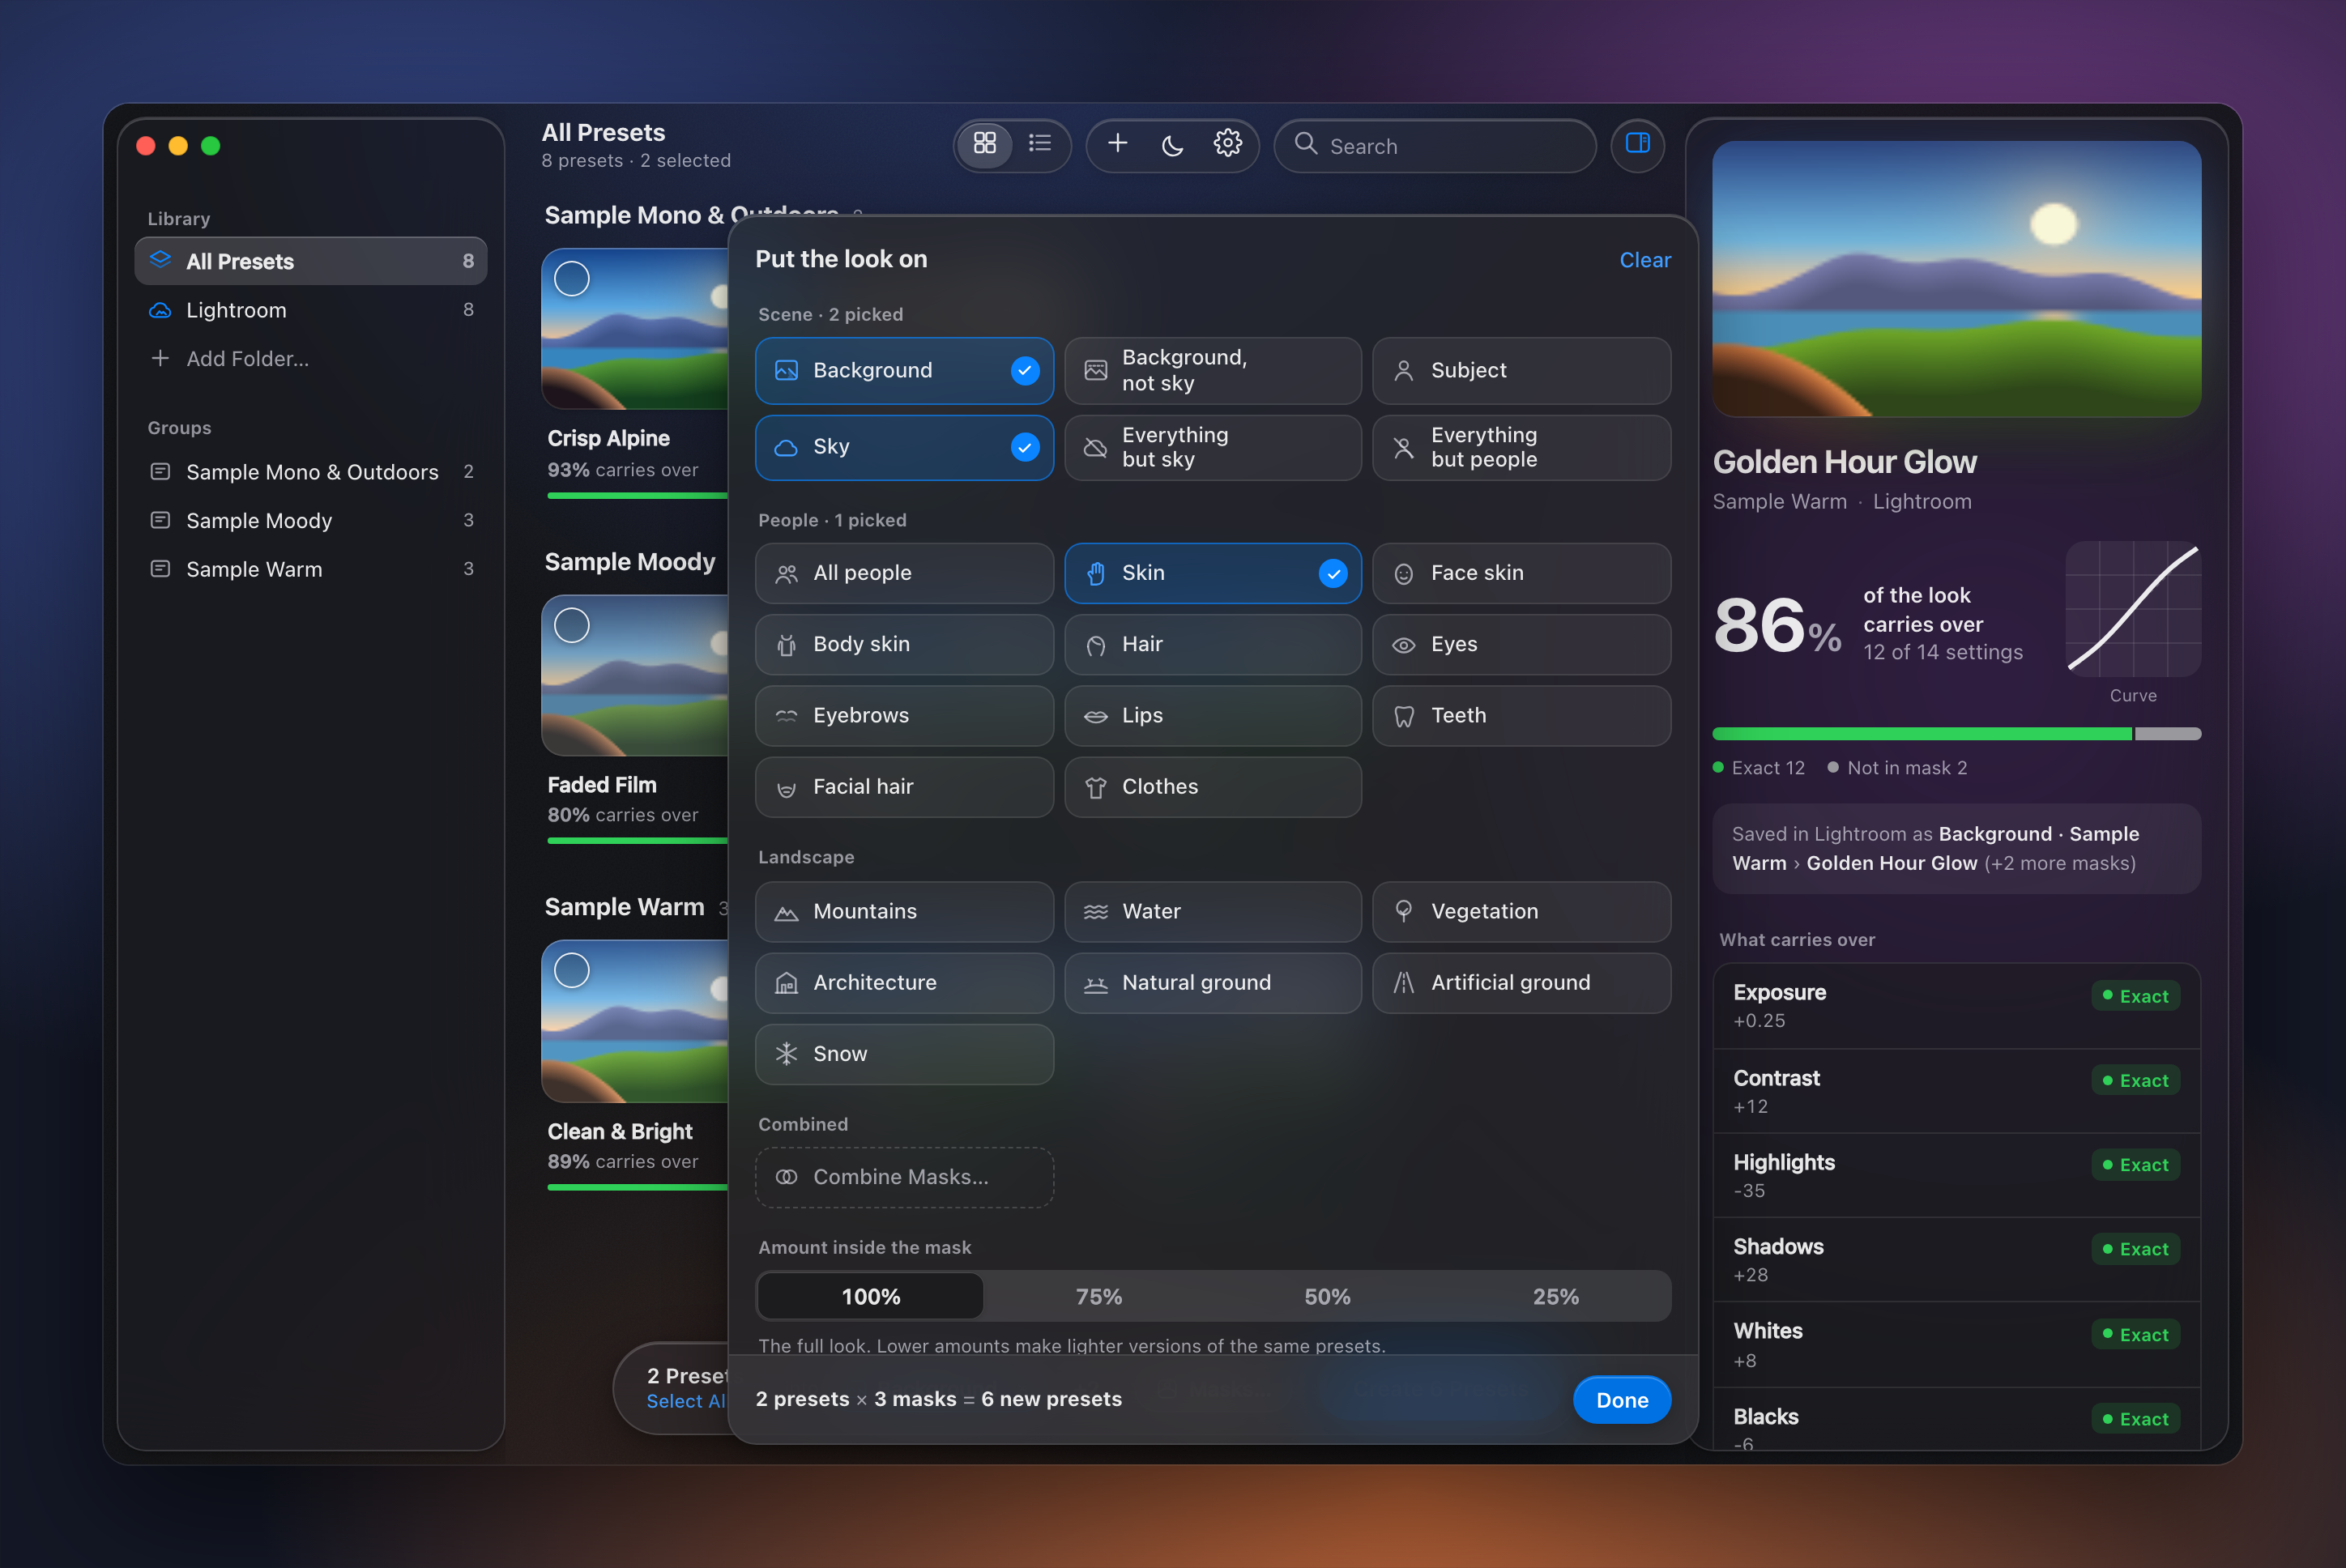 All Presets
8 presets · 2 selected
Search
Library
All Presets 8
Lightroom 8
Add Folder...
Groups
Sample Mono & Outdoors 2
Sample Moody 3
Sample Warm 3
Sample Mono & Outdoors
Crisp Alpine
93% carries over
Sample Moody
Faded Film
80% carries over
Sample Warm 3
Clean & Bright
89% carries over
2 Preset
Select Al
Put the look on
Clear
Scene · 2 picked
Background
Background,
not sky
Subject
Sky
Everything
but sky
Everything
but people
People · 1 picked
All people
Skin
Face skin
Body skin
Hair
Eyes
Eyebrows
Lips
Teeth
Facial hair
Clothes
Landscape
Mountains
Water
Vegetation
Architecture
Natural ground
Artificial ground
Snow
Combined
Combine Masks...
Amount inside the mask
100% 75% 50% 25%
The full look. Lower amounts make lighter versions of the same presets.
2 presets × 3 masks = 6 new presets
Done
Golden Hour Glow
Sample Warm · Lightroom
86%
of the look
carries over
12 of 14 settings
Curve
Exact 12 Not in mask 2
Saved in Lightroom as Background · Sample
Warm › Golden Hour Glow (+2 more masks)
What carries over
Exposure Exact
+0.25
Contrast Exact
+12
Highlights Exact
-35
Shadows Exact
+28
Whites Exact
+8
Blacks Exact
-6